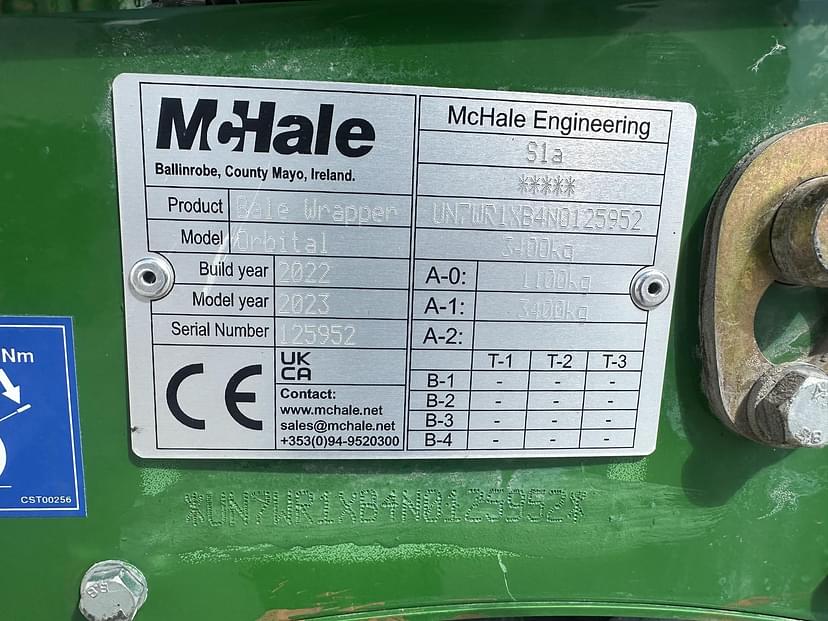 McHale
Ballinrobe, County Mayo, Ireland.
Product Bale Wrapper
Model Orbital
Build year 2022
Model year 2023
Serial Number 125952
CE
UK
CA
Contact:
www.mchale.net
sales@mchale.net
+353(0)94-9520300
McHale Engineering
S1a
*****
UN7WR1XB4N0125952
3400kg
A-0: 1100kg
A-1: 3400kg
A-2:
T-1 T-2 T-3
B-1 - - -
B-2 - - -
B-3 - - -
B-4 - - -
*UN7WR1XB4N0125952*
Nm
CST00256
8.8